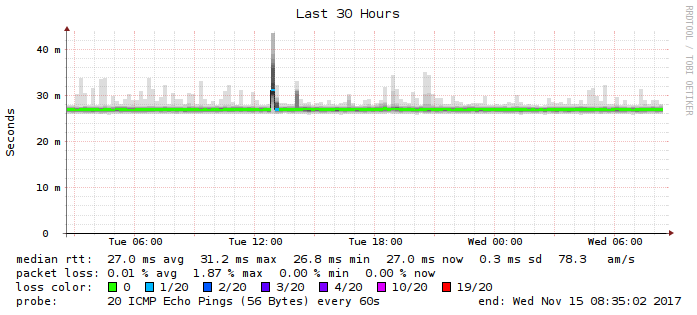 Last 30 Hours
RRDTOOL / TOBI OETIKER
Seconds
40 m
30 m
20 m
10 m
0
Tue 06:00 Tue 12:00 Tue 18:00 Wed 00:00 Wed 06:00
median rtt: 27.0 ms avg 31.2 ms max 26.8 ms min 27.0 ms now 0.3 ms sd 78.3 am/s
packet loss: 0.01 % avg 1.87 % max 0.00 % min 0.00 % now
loss color: 0 1/20 2/20 3/20 4/20 10/20 19/20
probe: 20 ICMP Echo Pings (56 Bytes) every 60s end: Wed Nov 15 08:35:02 2017